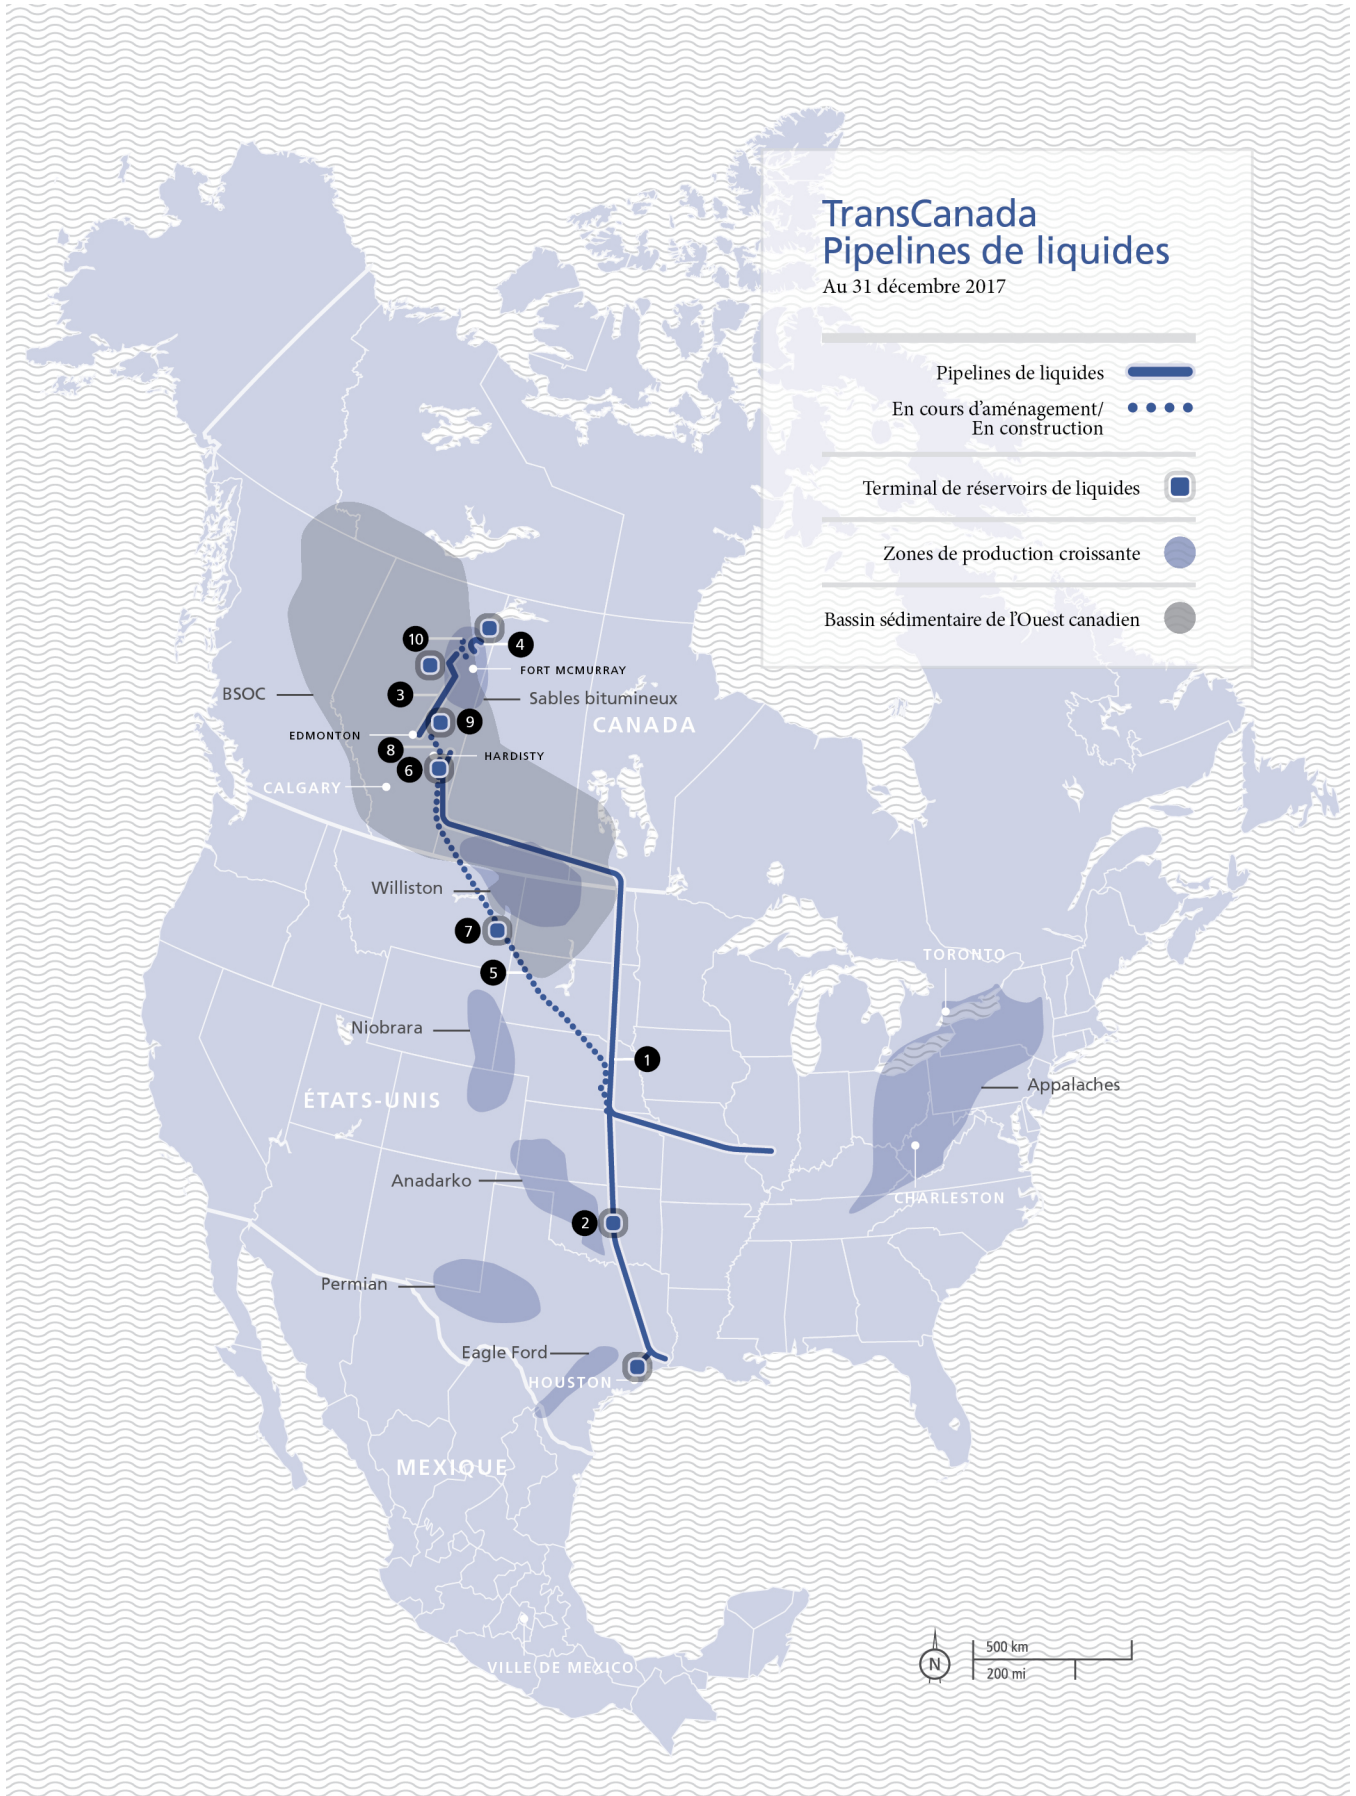 TransCanada
Pipelines de liquides
Au 31 décembre 2017
Pipelines de liquides
En cours d’aménagement/
En construction
Terminal de réservoirs de liquides
Zones de production croissante
Bassin sédimentaire de l’Ouest canadien
10
4
FORT MCMURRAY
BSOC
3
Sables bitumineux
9
CANADA
EDMONTON
8
HARDISTY
6
CALGARY
Williston
7
TORONTO
5
Niobrara
1
Appalaches
ÉTATS-UNIS
Anadarko
CHARLESTON
2
Permian
Eagle Ford
HOUSTON
MEXIQUE
VILLE DE MEXICO
N
500 km
200 mi